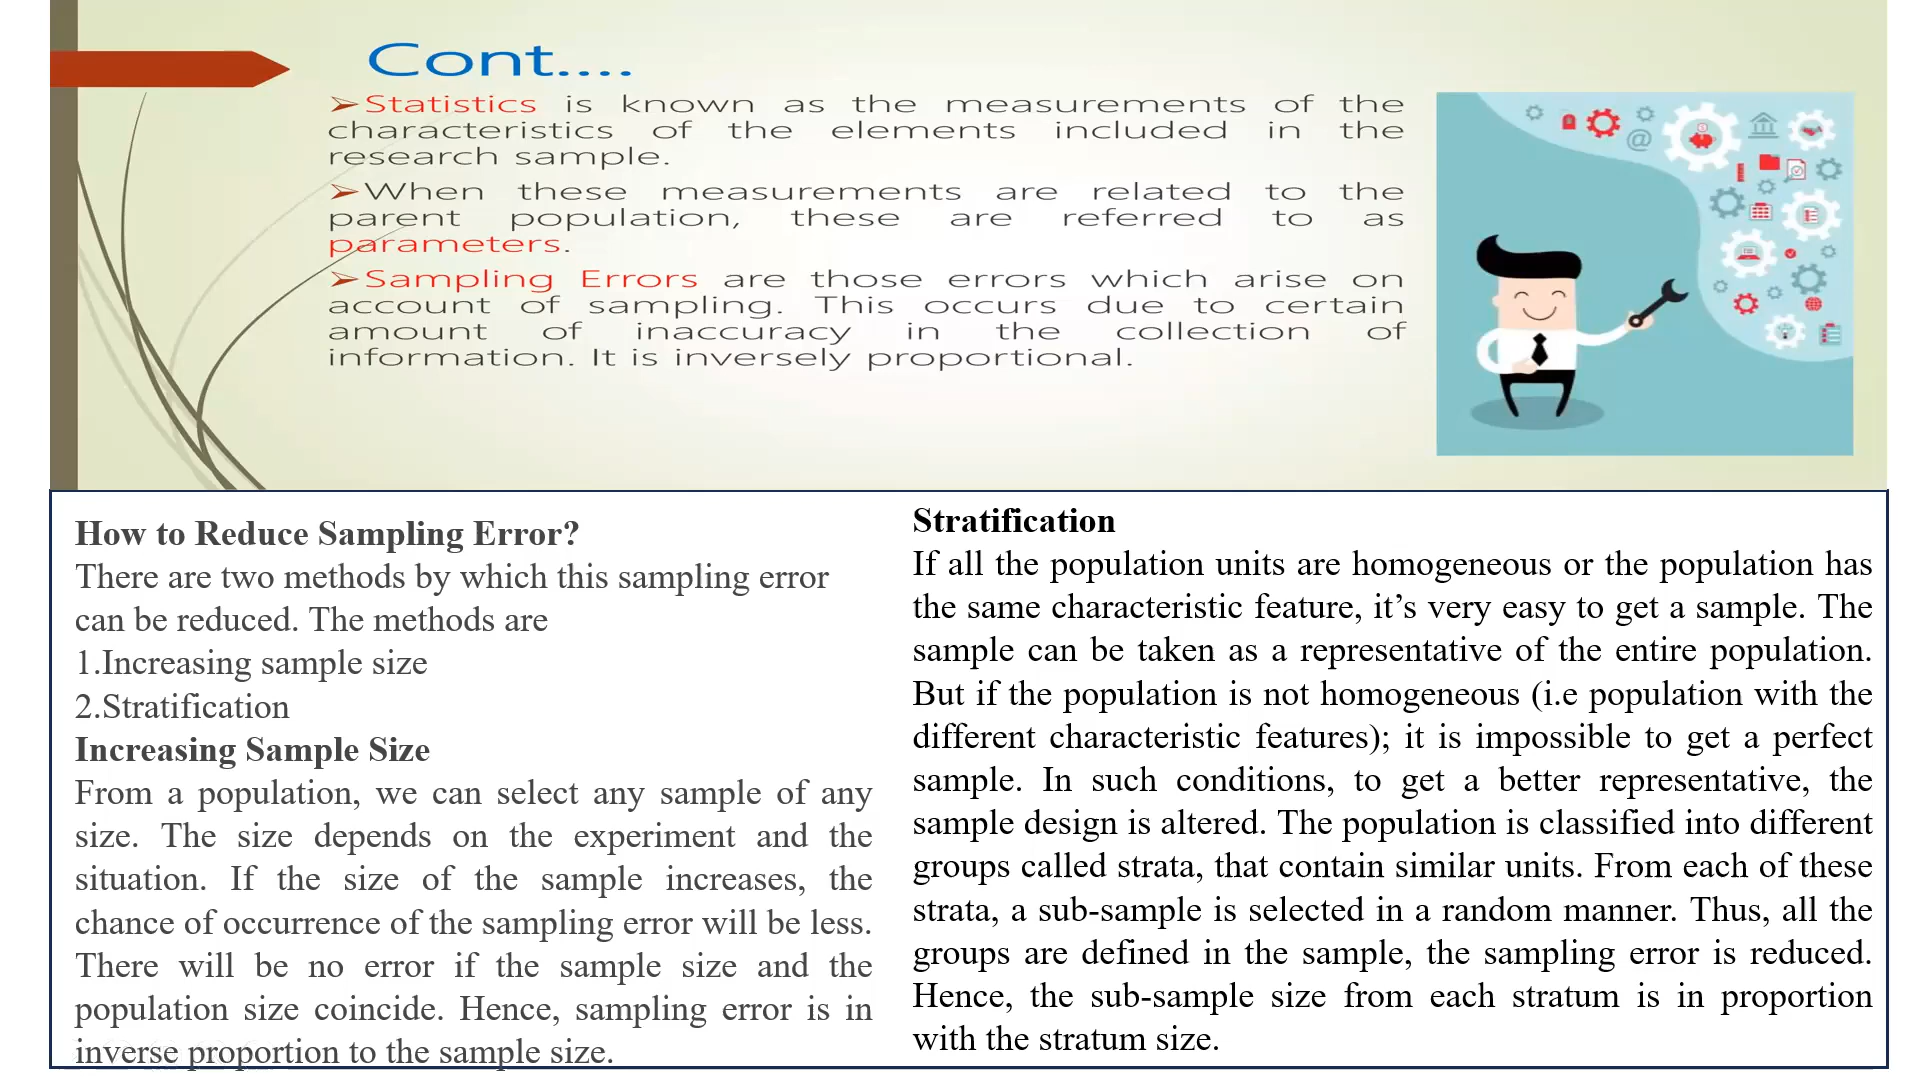 Cont....
➢Statistics is known as the measurements of the
characteristics of the elements included in the
research sample.
➢When these measurements are related to the
parent population, these are referred to as
parameters.
➢Sampling Errors are those errors which arise on
account of sampling. This occurs due to certain
amount of inaccuracy in the collection of
information. It is inversely proportional.
@
How to Reduce Sampling Error?
There are two methods by which this sampling error
can be reduced. The methods are
1.Increasing sample size
2.Stratification
Increasing Sample Size
From a population, we can select any sample of any
size. The size depends on the experiment and the
situation. If the size of the sample increases, the
chance of occurrence of the sampling error will be less.
There will be no error if the sample size and the
population size coincide. Hence, sampling error is in
inverse proportion to the sample size.
Stratification
If all the population units are homogeneous or the population has
the same characteristic feature, it’s very easy to get a sample. The
sample can be taken as a representative of the entire population.
But if the population is not homogeneous (i.e population with the
different characteristic features); it is impossible to get a perfect
sample. In such conditions, to get a better representative, the
sample design is altered. The population is classified into different
groups called strata, that contain similar units. From each of these
strata, a sub-sample is selected in a random manner. Thus, all the
groups are defined in the sample, the sampling error is reduced.
Hence, the sub-sample size from each stratum is in proportion
with the stratum size.